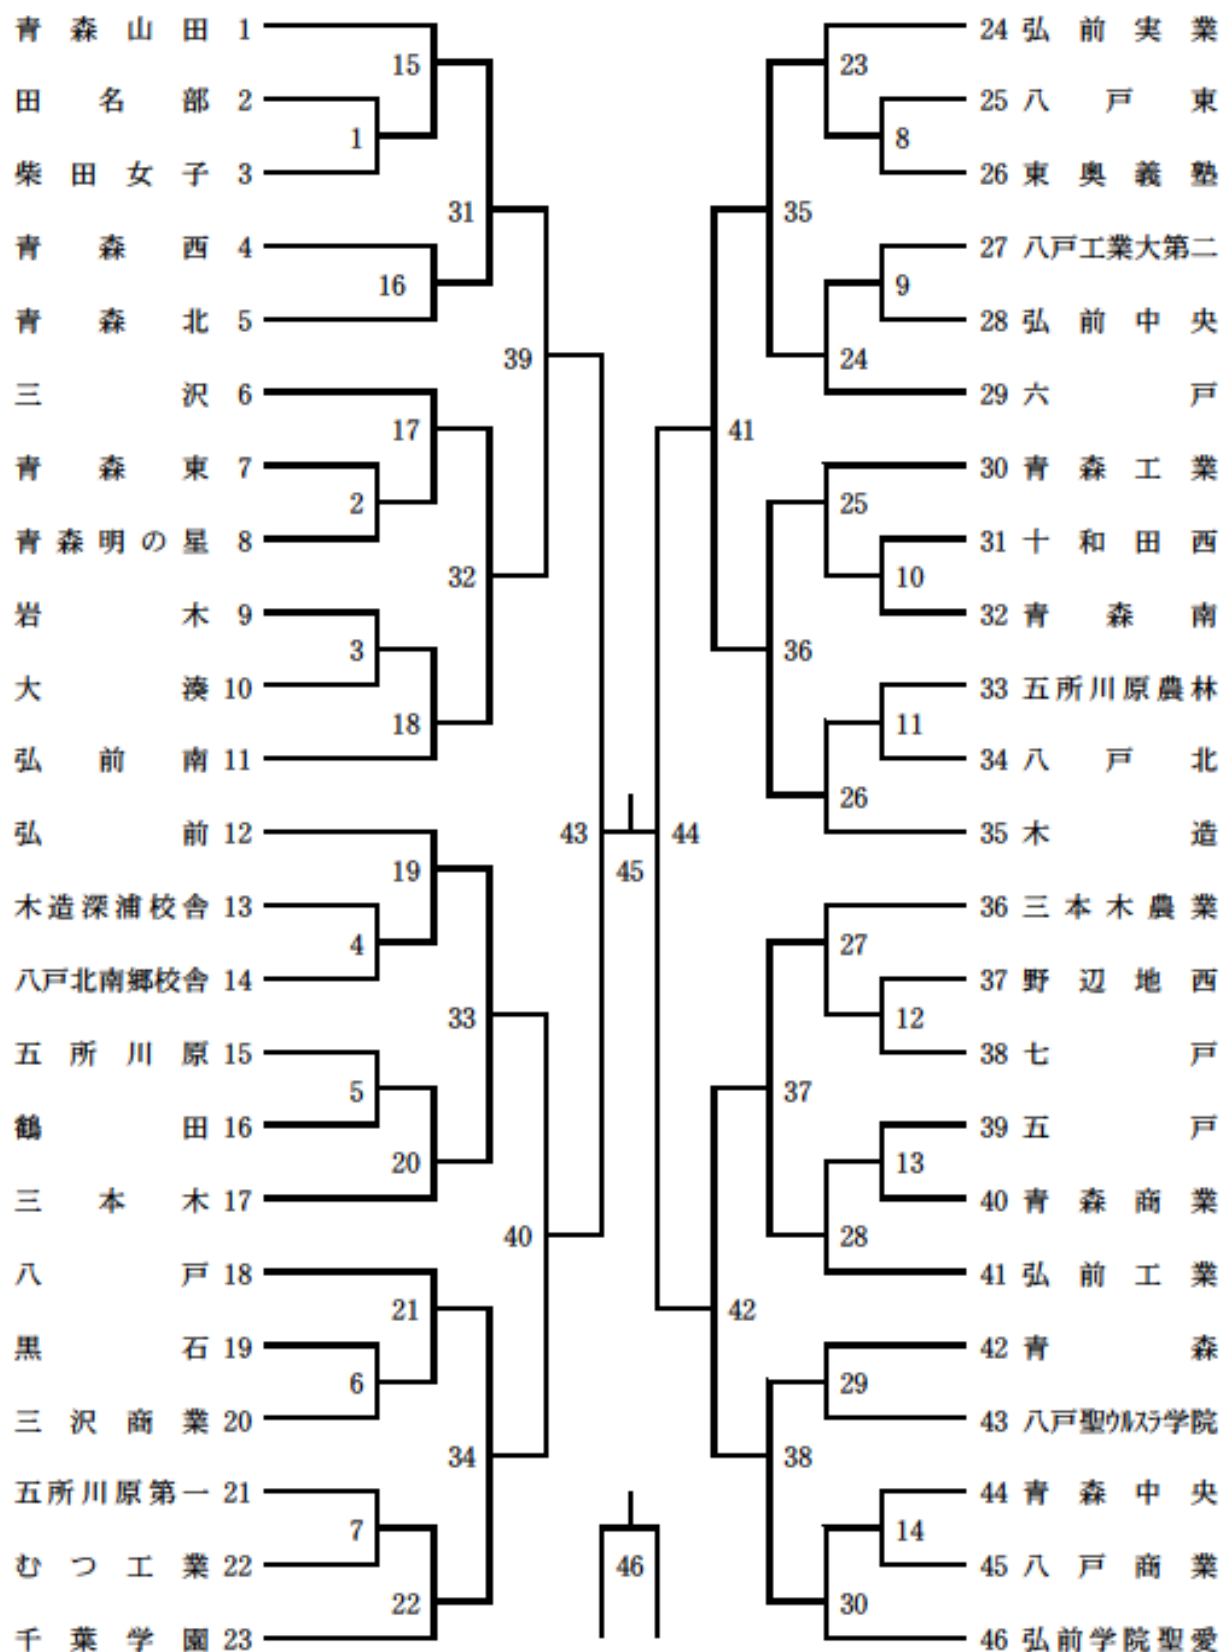 青森山田 1
田名部 2
柴田女子 3
青森西 4
青森北 5
三沢 6
青森東 7
青森明の星 8
岩木 9
大湊 10
弘前南 11
弘前 12
木造深浦校舎 13
八戸北南郷校舎 14
五所川原 15
鶴田 16
三本木 17
八戸 18
黒石 19
三沢商業 20
五所川原第一 21
むつ工業 22
千葉学園 23
15
1
31
16
39
17
2
32
3
18
43
19
4
33
5
20
40
21
6
34
7
22
45
46
23
8
35
9
24
41
25
10
36
11
26
44
27
12
37
13
28
42
29
38
14
30
24 弘前実業
25 八戸東
26 東奥義塾
27 八戸工業大第二
28 弘前中央
29 六戸
30 青森工業
31 十和田西
32 青森南
33 五所川原農林
34 八戸北
35 木造
36 三本木農業
37 野辺地西
38 七戸
39 五戸
40 青森商業
41 弘前工業
42 青森
43 八戸聖ウルスラ学院
44 青森中央
45 八戸商業
46 弘前学院聖愛